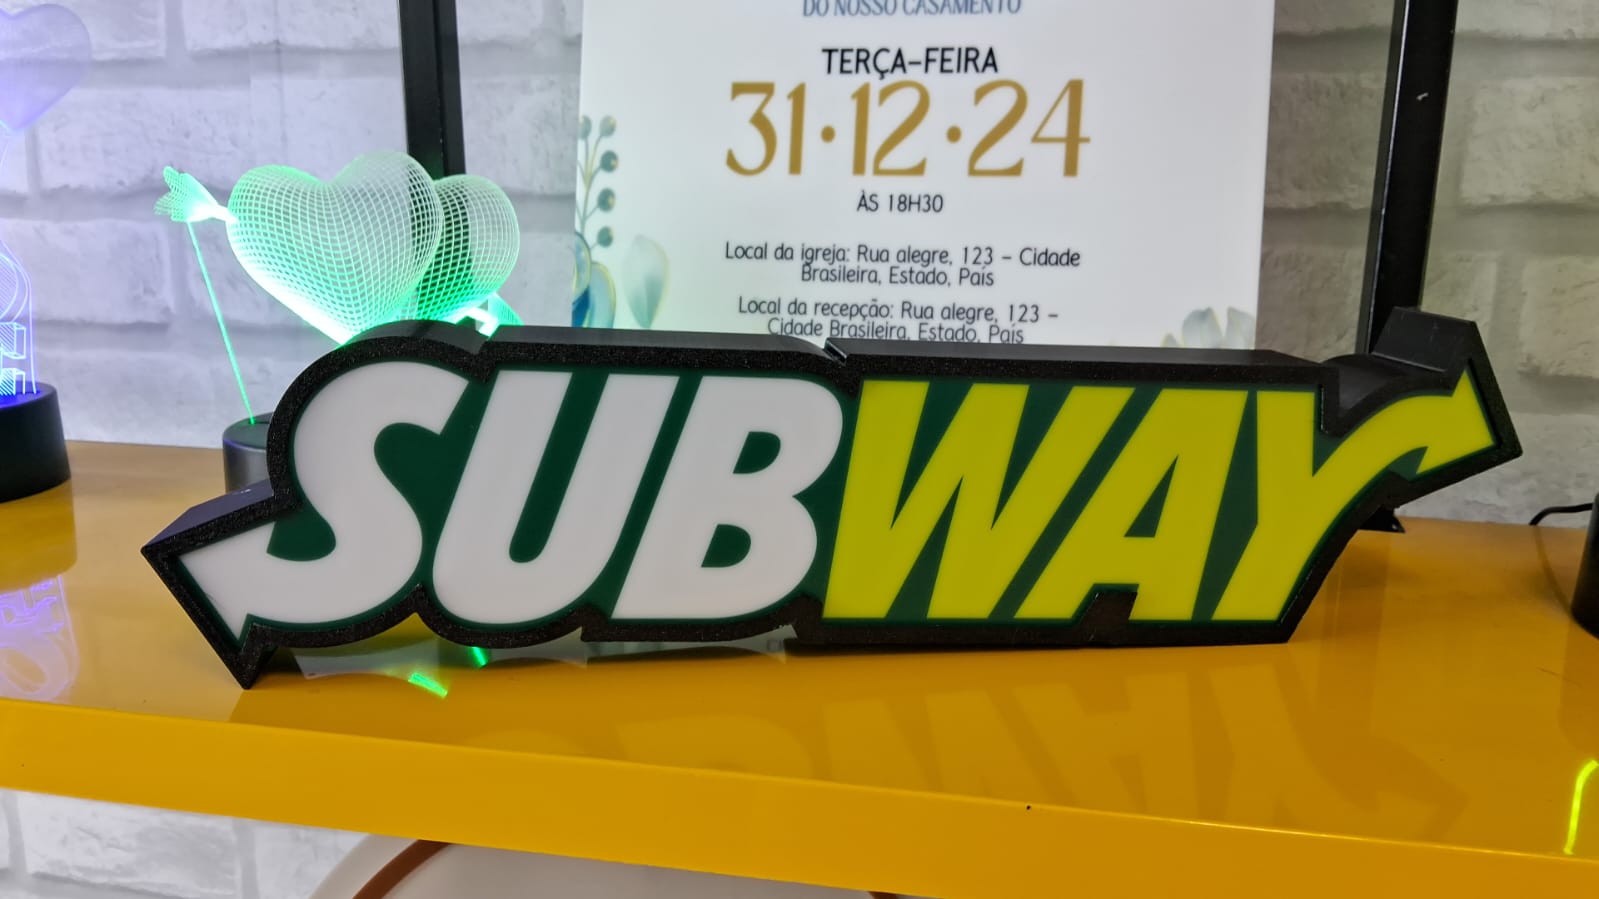 DO NOSSO CASAMENTO
TERÇA-FEIRA
31·12·24
ÀS 18H30
Local da igreja: Rua alegre, 123 - Cidade
Brasileira, Estado, País
Local da recepção: Rua alegre, 123 -
Cidade Brasileira, Estado, País
SUBWAY